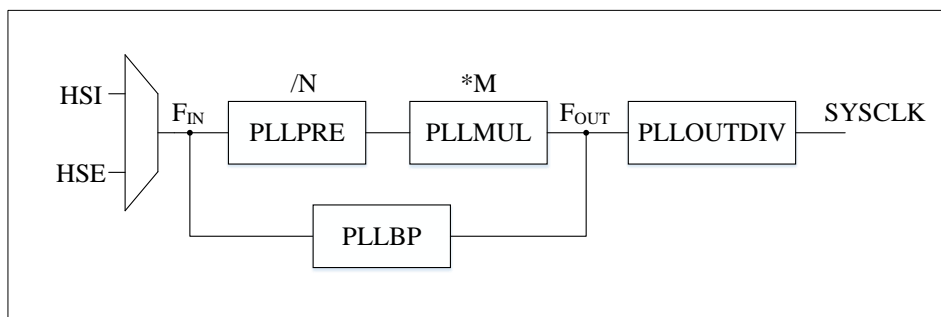 /N
*M
HSI
F_IN
F_OUT
SYSCLK
PLLPRE
PLLMUL
PLLOUTDIV
HSE
PLLBP